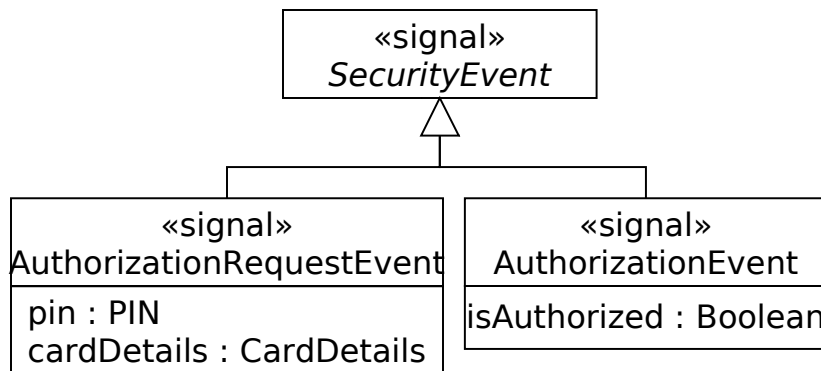 «signal»
SecurityEvent
«signal»
AuthorizationRequestEvent
pin : PIN
cardDetails : CardDetails
«signal»
AuthorizationEvent
isAuthorized : Boolean